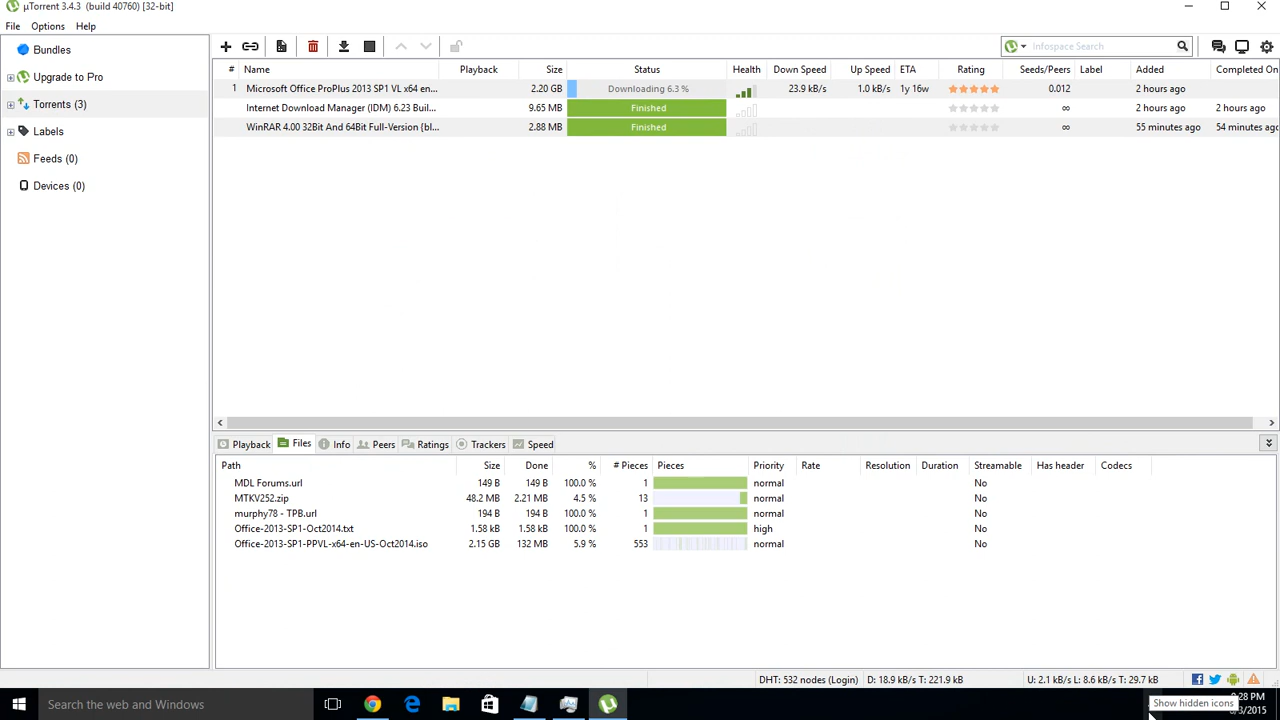 µTorrent 3.4.3 (build 40760) [32-bit]
File Options Help
Bundles
Upgrade to Pro
Torrents (3)
Labels
Feeds (0)
Devices (0)
Infospace Search
# Name Playback Size Status Health Down Speed Up Speed ETA Rating Seeds/Peers Label Added Completed On
1 Microsoft Office ProPlus 2013 SP1 VL x64 en... 2.20 GB Downloading 6.3 % 23.9 kB/s 1.0 kB/s 1y 16w 0.012 2 hours ago
Internet Download Manager (IDM) 6.23 Buil... 9.65 MB Finished ∞ 2 hours ago 2 hours ago
WinRAR 4.00 32Bit And 64Bit Full-Version {bl... 2.88 MB Finished ∞ 55 minutes ago 54 minutes ago
Playback Files Info Peers Ratings Trackers Speed
Path Size Done % # Pieces Pieces Priority Rate Resolution Duration Streamable Has header Codecs
MDL Forums.url 149 B 149 B 100.0 % 1 normal No
MTKV252.zip 48.2 MB 2.21 MB 4.5 % 13 normal No
murphy78 - TPB.url 194 B 194 B 100.0 % 1 normal No
Office-2013-SP1-Oct2014.txt 1.58 kB 1.58 kB 100.0 % 1 high No
Office-2013-SP1-PPVL-x64-en-US-Oct2014.iso 2.15 GB 132 MB 5.9 % 553 normal No
DHT: 532 nodes (Login) D: 18.9 kB/s T: 221.9 kB U: 2.1 kB/s L: 8.6 kB/s T: 29.7 kB
Search the web and Windows
Show hidden icons